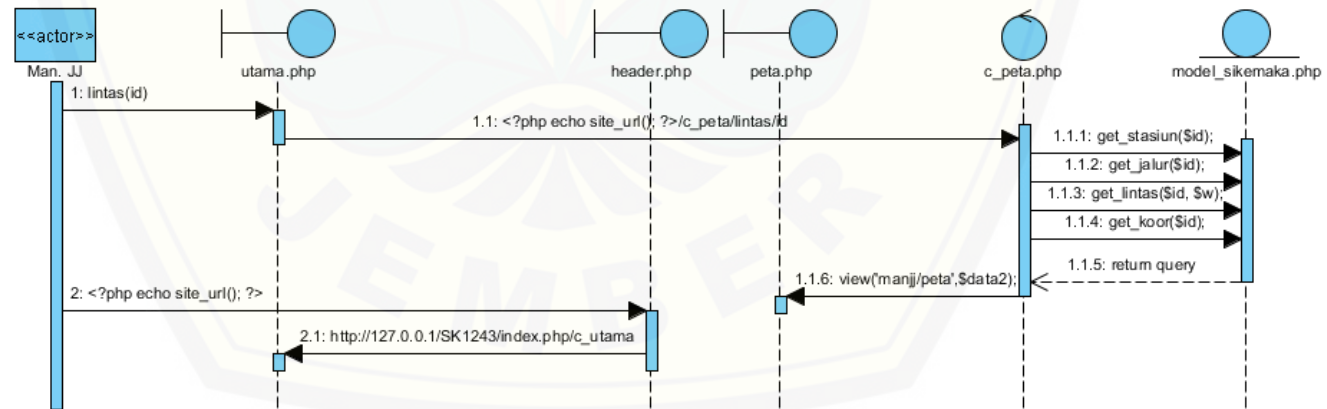 <<actor>>
Man. JJ
utama.php
header.php
peta.php
c_peta.php
model_sikemaka.php
1: lintas(id)
1.1: <?php echo site_url(); ?>/c_peta/lintas/id
1.1.1: get_stasiun($id);
1.1.2: get_jalur($id);
1.1.3: get_lintas($id, $w);
1.1.4: get_koor($id);
1.1.5: return query
1.1.6: view('manjj/peta',$data2);
2: <?php echo site_url(); ?>
2.1: http://127.0.0.1/SK1243/index.php/c_utama
JEMBER